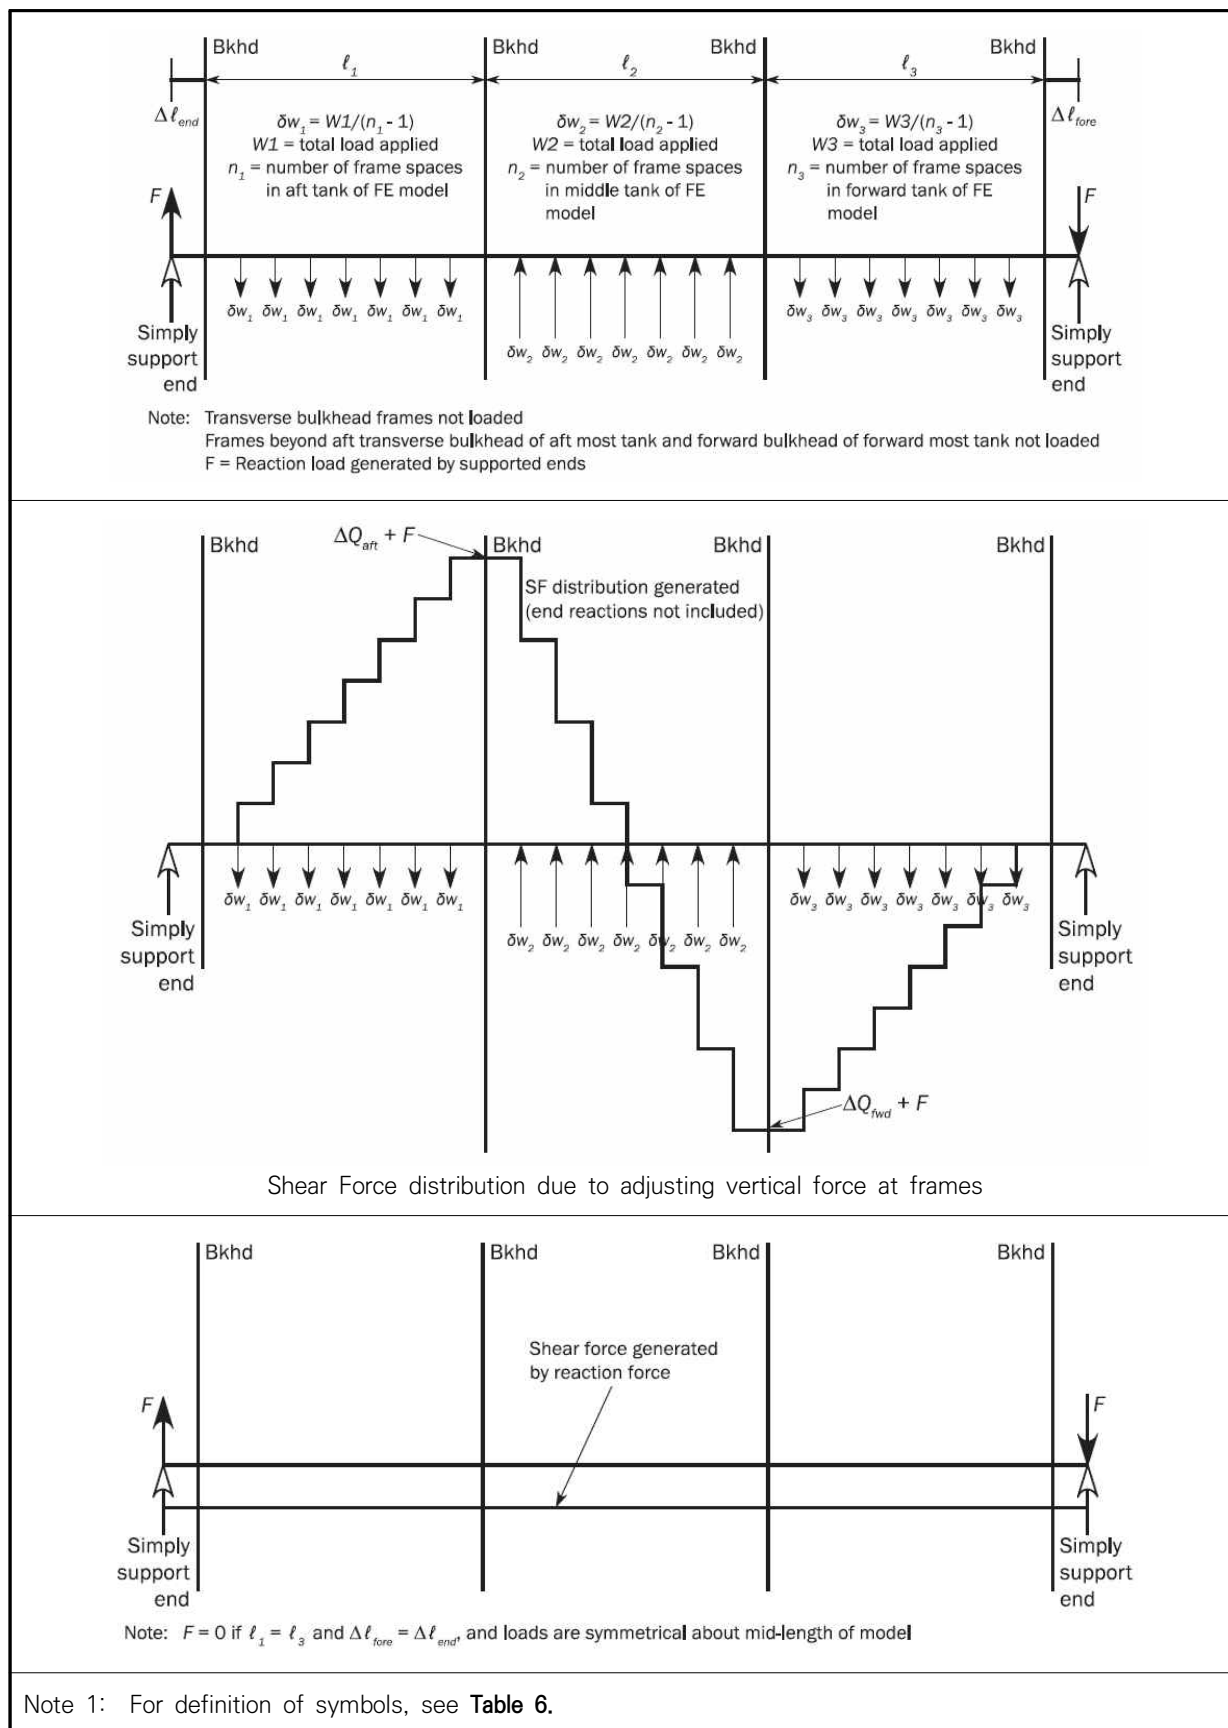 Bkhd Bkhd Bkhd Bkhd
ℓ₁ ℓ₂ ℓ₃
Δℓ_end Δℓ_fore
δw₁ = W1/(n₁ - 1)
W1 = total load applied
n₁ = number of frame spaces
in aft tank of FE model
δw₂ = W2/(n₂ - 1)
W2 = total load applied
n₂ = number of frame spaces
in middle tank of FE
model
δw₃ = W3/(n₃ - 1)
W3 = total load applied
n₃ = number of frame spaces
in forward tank of FE
model
F F
δw₁ δw₁ δw₁ δw₁ δw₁ δw₁ δw₁
δw₂ δw₂ δw₂ δw₂ δw₂ δw₂ δw₂
δw₃ δw₃ δw₃ δw₃ δw₃ δw₃ δw₃
Simply
support
end
Simply
support
end
Note: Transverse bulkhead frames not loaded
Frames beyond aft transverse bulkhead of aft most tank and forward bulkhead of forward most tank not loaded
F = Reaction load generated by supported ends
ΔQ_aft + F
Bkhd Bkhd Bkhd Bkhd
SF distribution generated
(end reactions not included)
δw₁ δw₁ δw₁ δw₁ δw₁ δw₁ δw₁
δw₂ δw₂ δw₂ δw₂ δw₂ δw₂ δw₂
δw₃ δw₃ δw₃ δw₃ δw₃ δw₃ δw₃
Simply
support
end
Simply
support
end
ΔQ_fwd + F
Shear Force distribution due to adjusting vertical force at frames
Bkhd Bkhd Bkhd Bkhd
Shear force generated
by reaction force
F F
Simply
support
end
Simply
support
end
Note: F = 0 if ℓ₁ = ℓ₃ and Δℓ_fore = Δℓ_end, and loads are symmetrical about mid-length of model
Note 1: For definition of symbols, see Table 6.